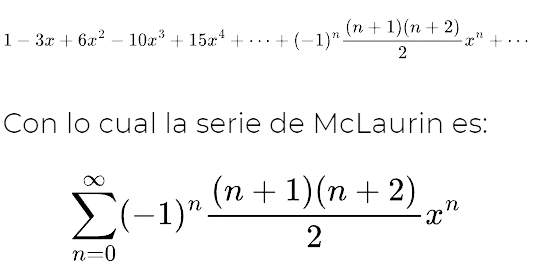 1 − 3x + 6x² − 10x³ + 15x⁴ + ··· + (−1)ⁿ (n + 1)(n + 2)/2 xⁿ + ···
Con lo cual la serie de McLaurin es:
∑_{n=0}^{∞} (−1)ⁿ (n + 1)(n + 2)/2 xⁿ